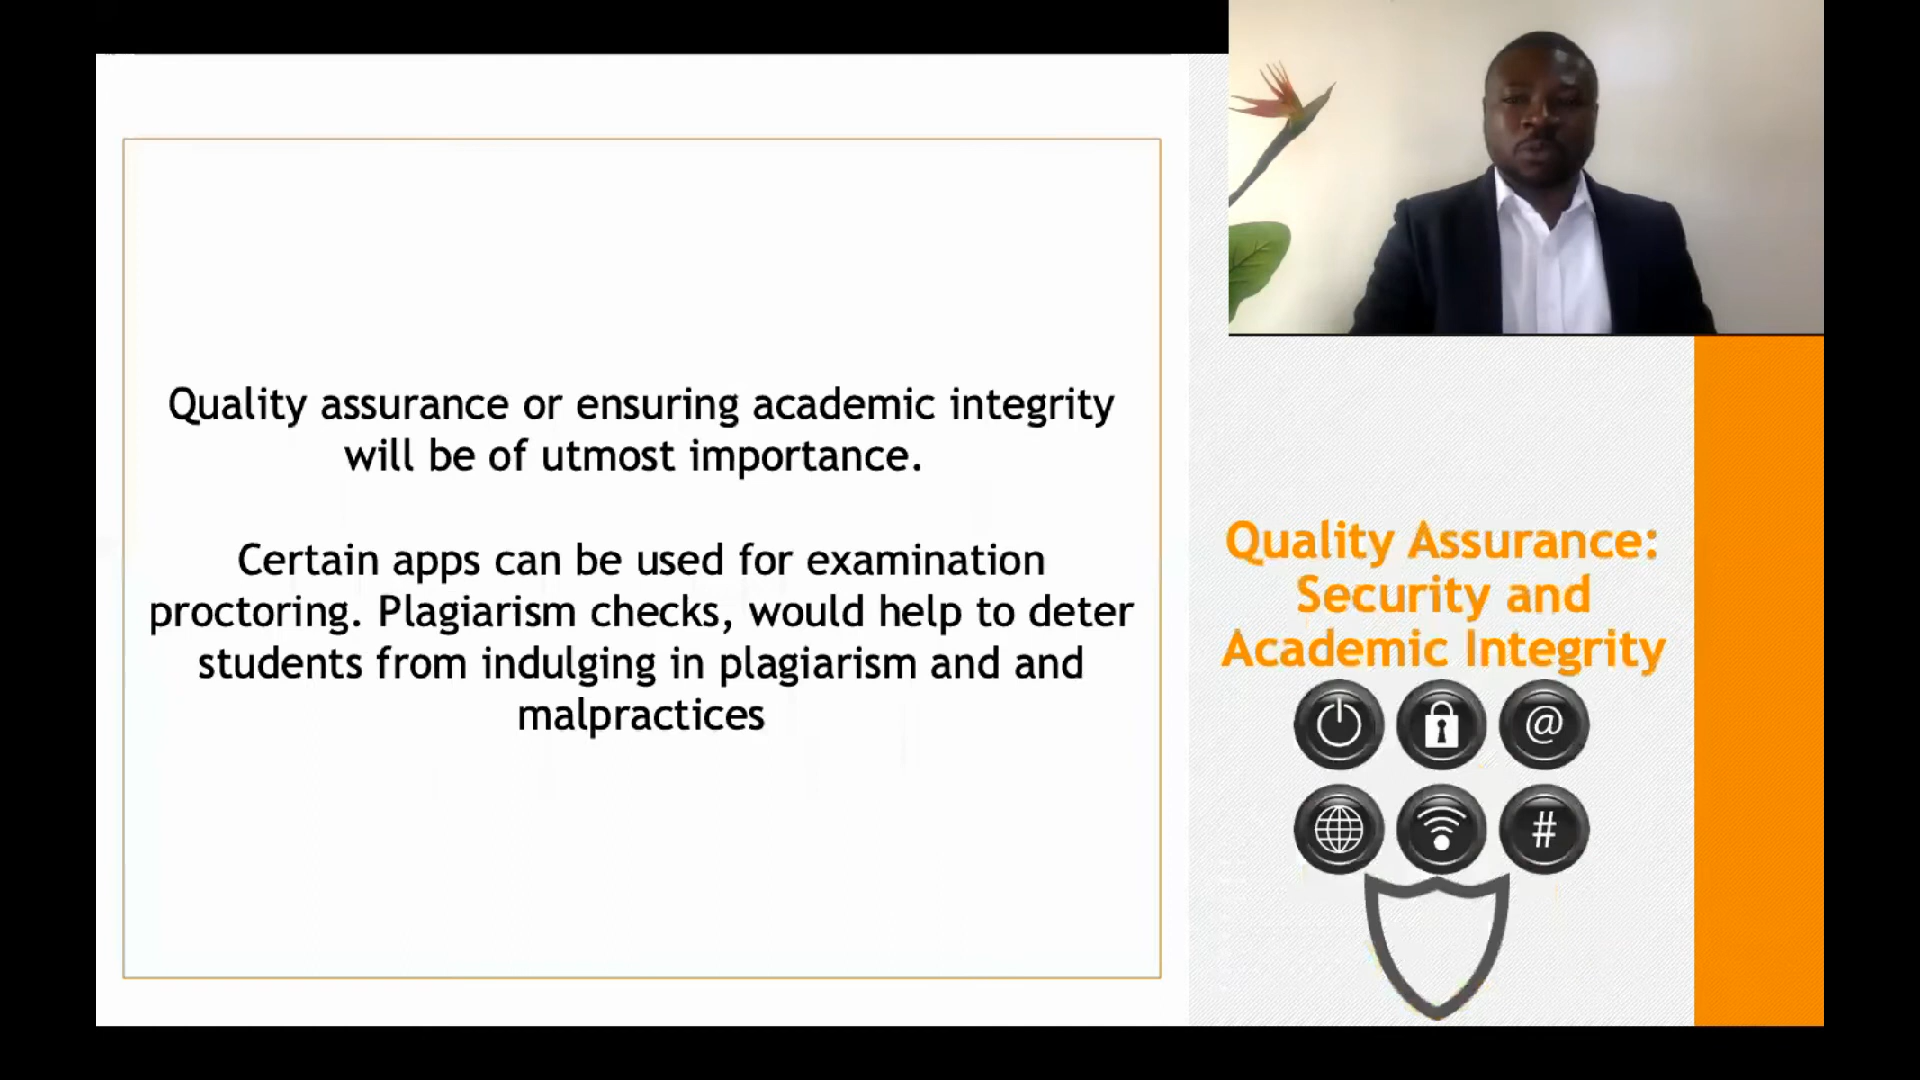 Quality assurance or ensuring academic integrity
will be of utmost importance.
Certain apps can be used for examination
proctoring. Plagiarism checks, would help to deter
students from indulging in plagiarism and and
malpractices
Quality Assurance:
Security and
Academic Integrity
@
#